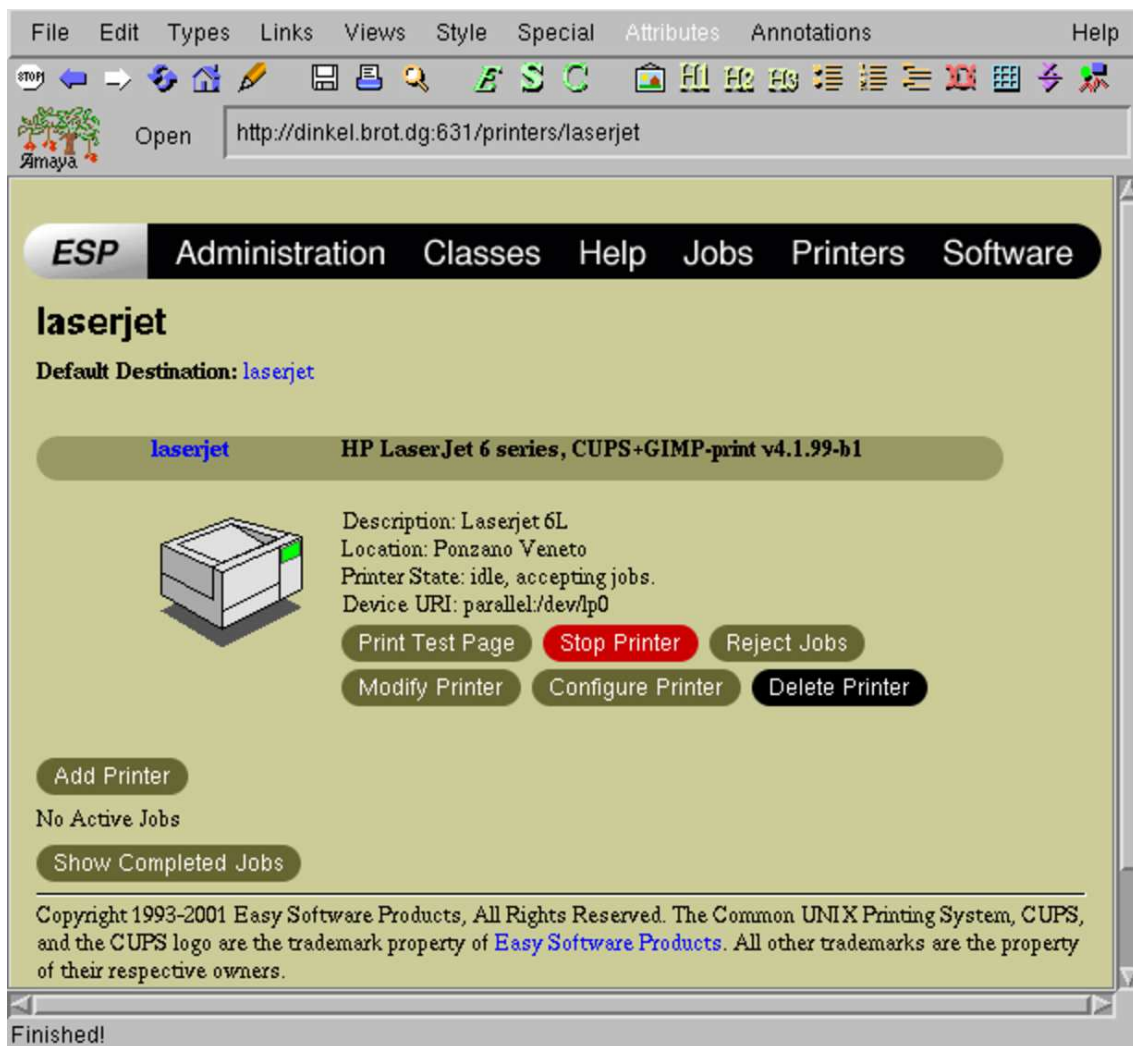 File Edit Types Links Views Style Special Attributes Annotations Help
STOP E S C H1 H2 H3
Amaya Open http://dinkel.brot.dg:631/printers/laserjet
ESP Administration Classes Help Jobs Printers Software
laserjet
Default Destination: laserjet
laserjet HP LaserJet 6 series, CUPS+GIMP-print v4.1.99-b1
Description: Laserjet 6L
Location: Ponzano Veneto
Printer State: idle, accepting jobs.
Device URI: parallel:/dev/lp0
Print Test Page Stop Printer Reject Jobs
Modify Printer Configure Printer Delete Printer
Add Printer
No Active Jobs
Show Completed Jobs
Copyright 1993-2001 Easy Software Products, All Rights Reserved. The Common UNIX Printing System, CUPS,
and the CUPS logo are the trademark property of Easy Software Products. All other trademarks are the property
of their respective owners.
Finished!